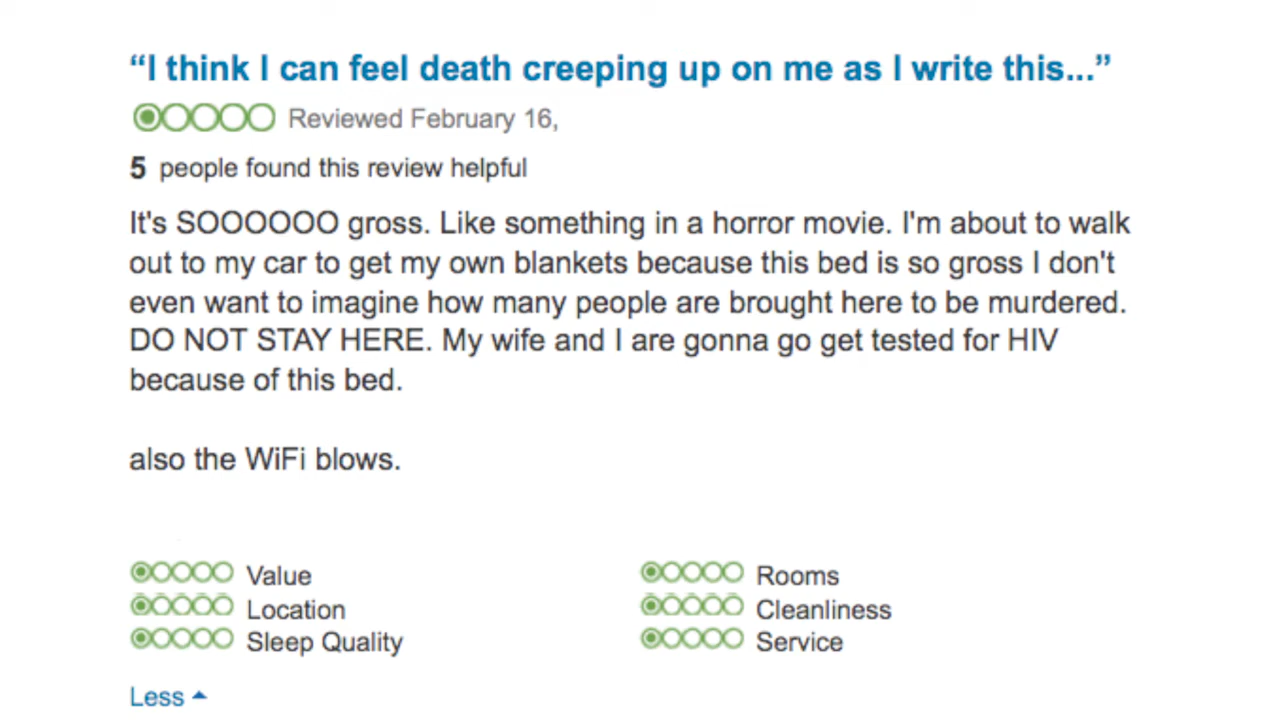 “I think I can feel death creeping up on me as I write this...”
Reviewed February 16,
5 people found this review helpful
It's SOOOOOO gross. Like something in a horror movie. I'm about to walk
out to my car to get my own blankets because this bed is so gross I don't
even want to imagine how many people are brought here to be murdered.
DO NOT STAY HERE. My wife and I are gonna go get tested for HIV
because of this bed.
also the WiFi blows.
Value
Rooms
Location
Cleanliness
Sleep Quality
Service
Less